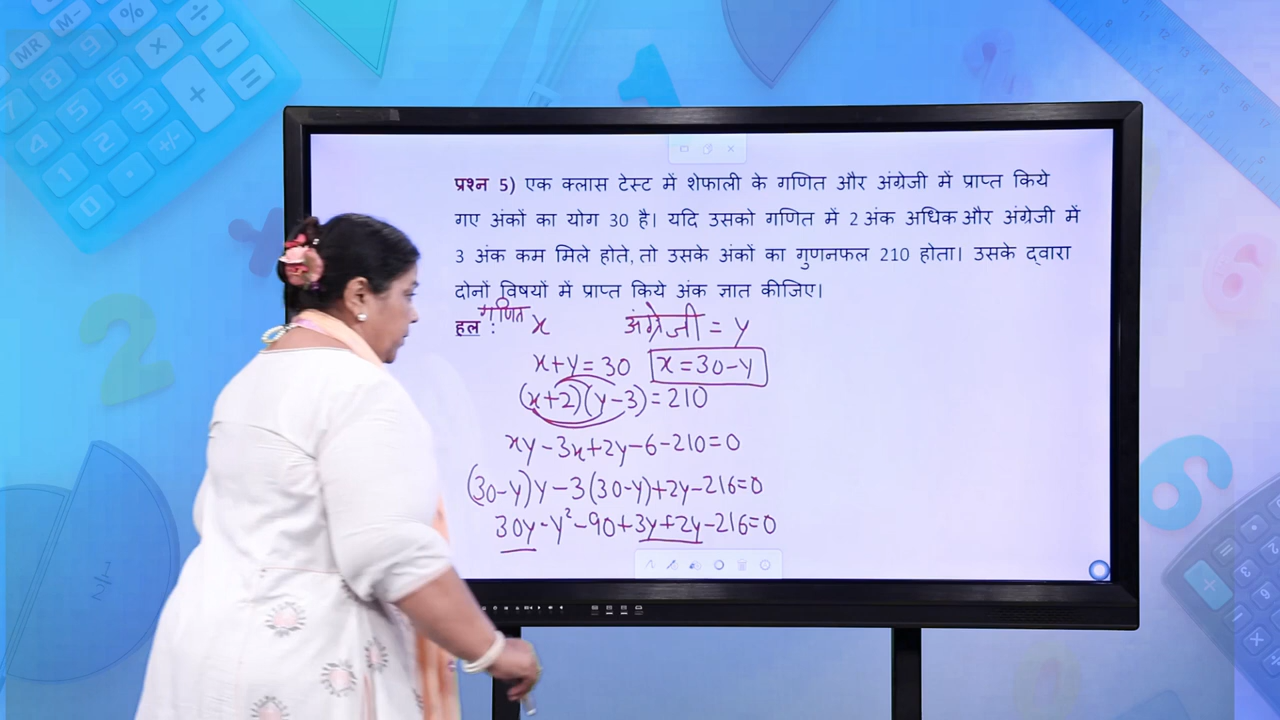 प्रश्न 5) एक क्लास टेस्ट में शेफाली के गणित और अंग्रेजी में प्राप्त किये
गए अंकों का योग 30 है। यदि उसको गणित में 2 अंक अधिक और अंग्रेजी में
3 अंक कम मिले होते, तो उसके अंकों का गुणनफल 210 होता। उसके द्वारा
दोनों विषयों में प्राप्त किये अंक ज्ञात कीजिए।
हल : गणित x अंग्रेजी = y
x+y=30 x=30-y
(x+2)(y-3)=210
xy-3x+2y-6-210=0
(30-y)y-3(30-y)+2y-216=0
30y-y²-90+3y+2y-216=0